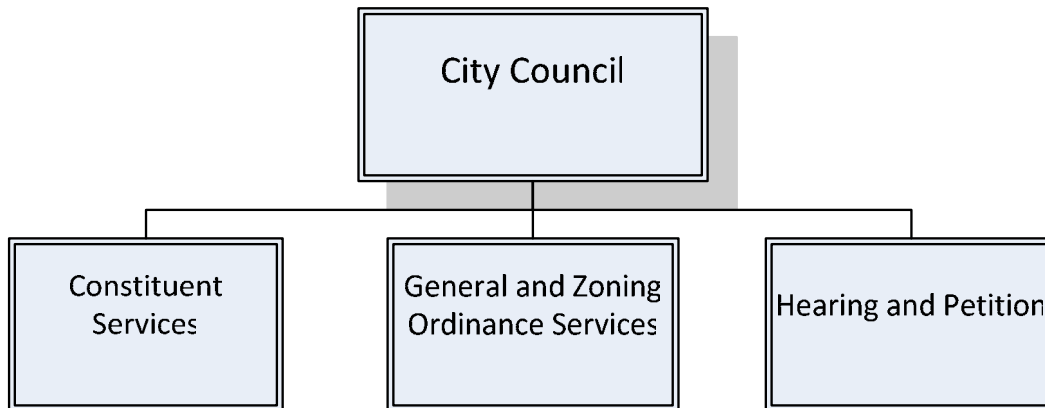 City Council
Constituent
Services
General and Zoning
Ordinance Services
Hearing and Petition